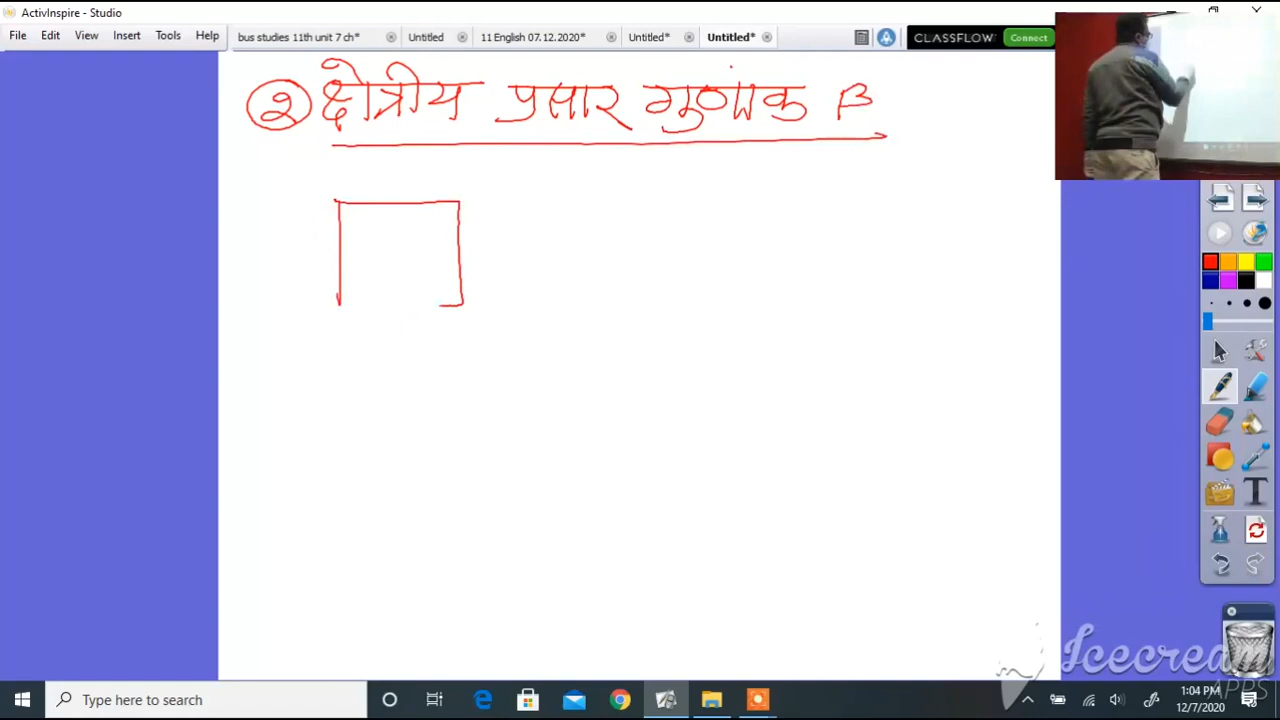 ActivInspire - Studio
File Edit View Insert Tools Help
bus studies 11th unit 7 ch* Untitled 11 English 07.12.2020* Untitled* Untitled*
CLASSFLOW Connect
२ क्षेत्रीय प्रसार गुणांक β
T
Icecream
APPS
Type here to search
1:04 PM
12/7/2020